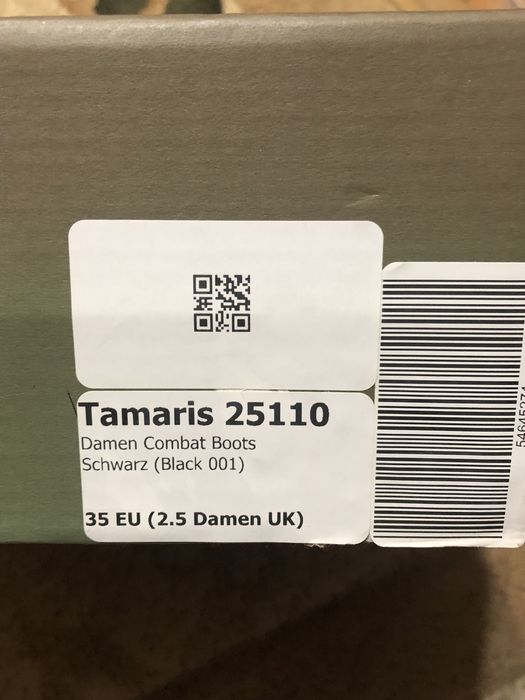 Tamaris 25110
Damen Combat Boots
Schwarz (Black 001)
35 EU (2.5 Damen UK)